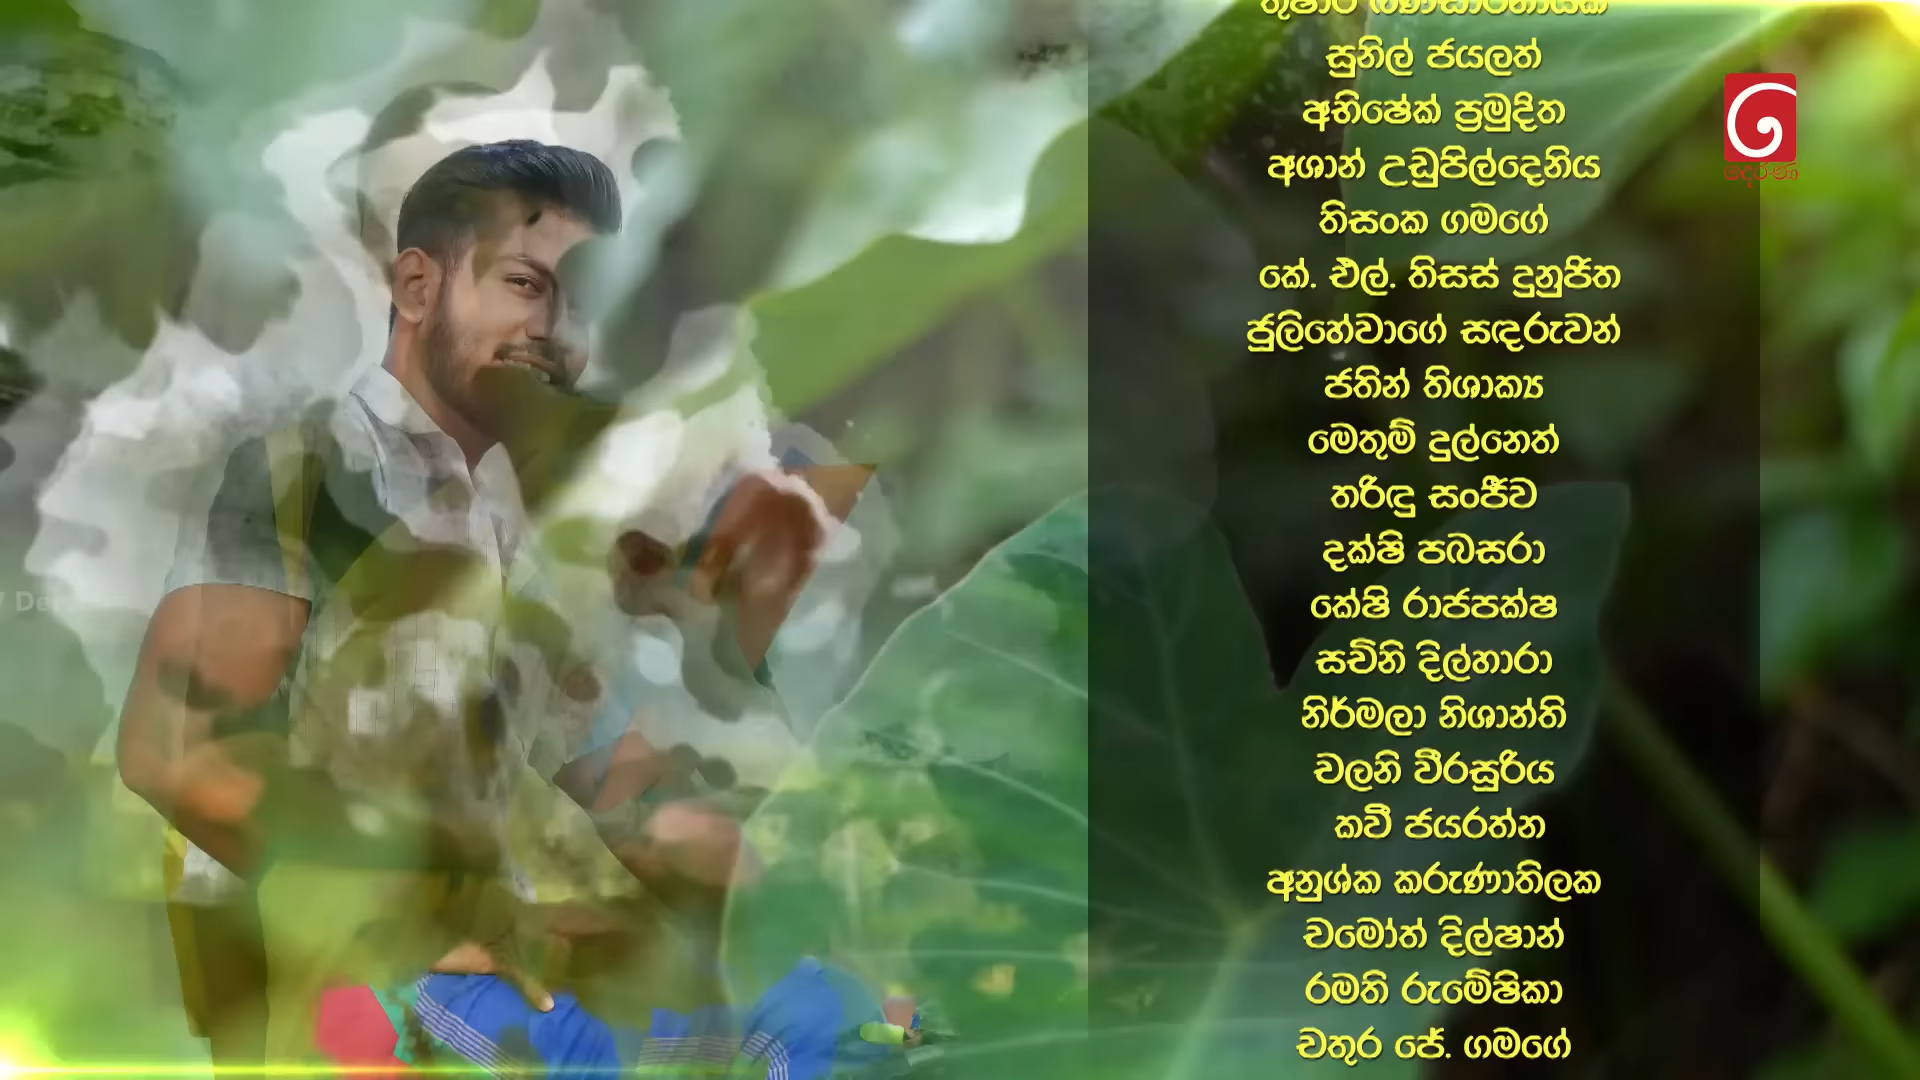 සුනිල් ජයලත්
අභිෂේක් ප්‍රමුදිත
අශාන් උඩුපිල්දෙනිය
තිසංක ගමගේ
කේ. එල්. තිසස් දුනුජිත
ජුලිහේවාගේ සඳරුවන්
ජතින් තිශාක්‍ය
මෙතුම් දුල්නෙත්
තරිඳු සංජීව
දක්ෂි පබසරා
කේෂි රාජපක්ෂ
සචිනි දිල්හාරා
නිර්මලා නිශාන්ති
චලනි වීරසූරිය
කවී ජයරත්න
අනුශ්ක කරුණාතිලක
චමෝත් දිල්ෂාන්
රමති රුමේෂිකා
චතුර ජේ. ගමගේ
දෙරණ